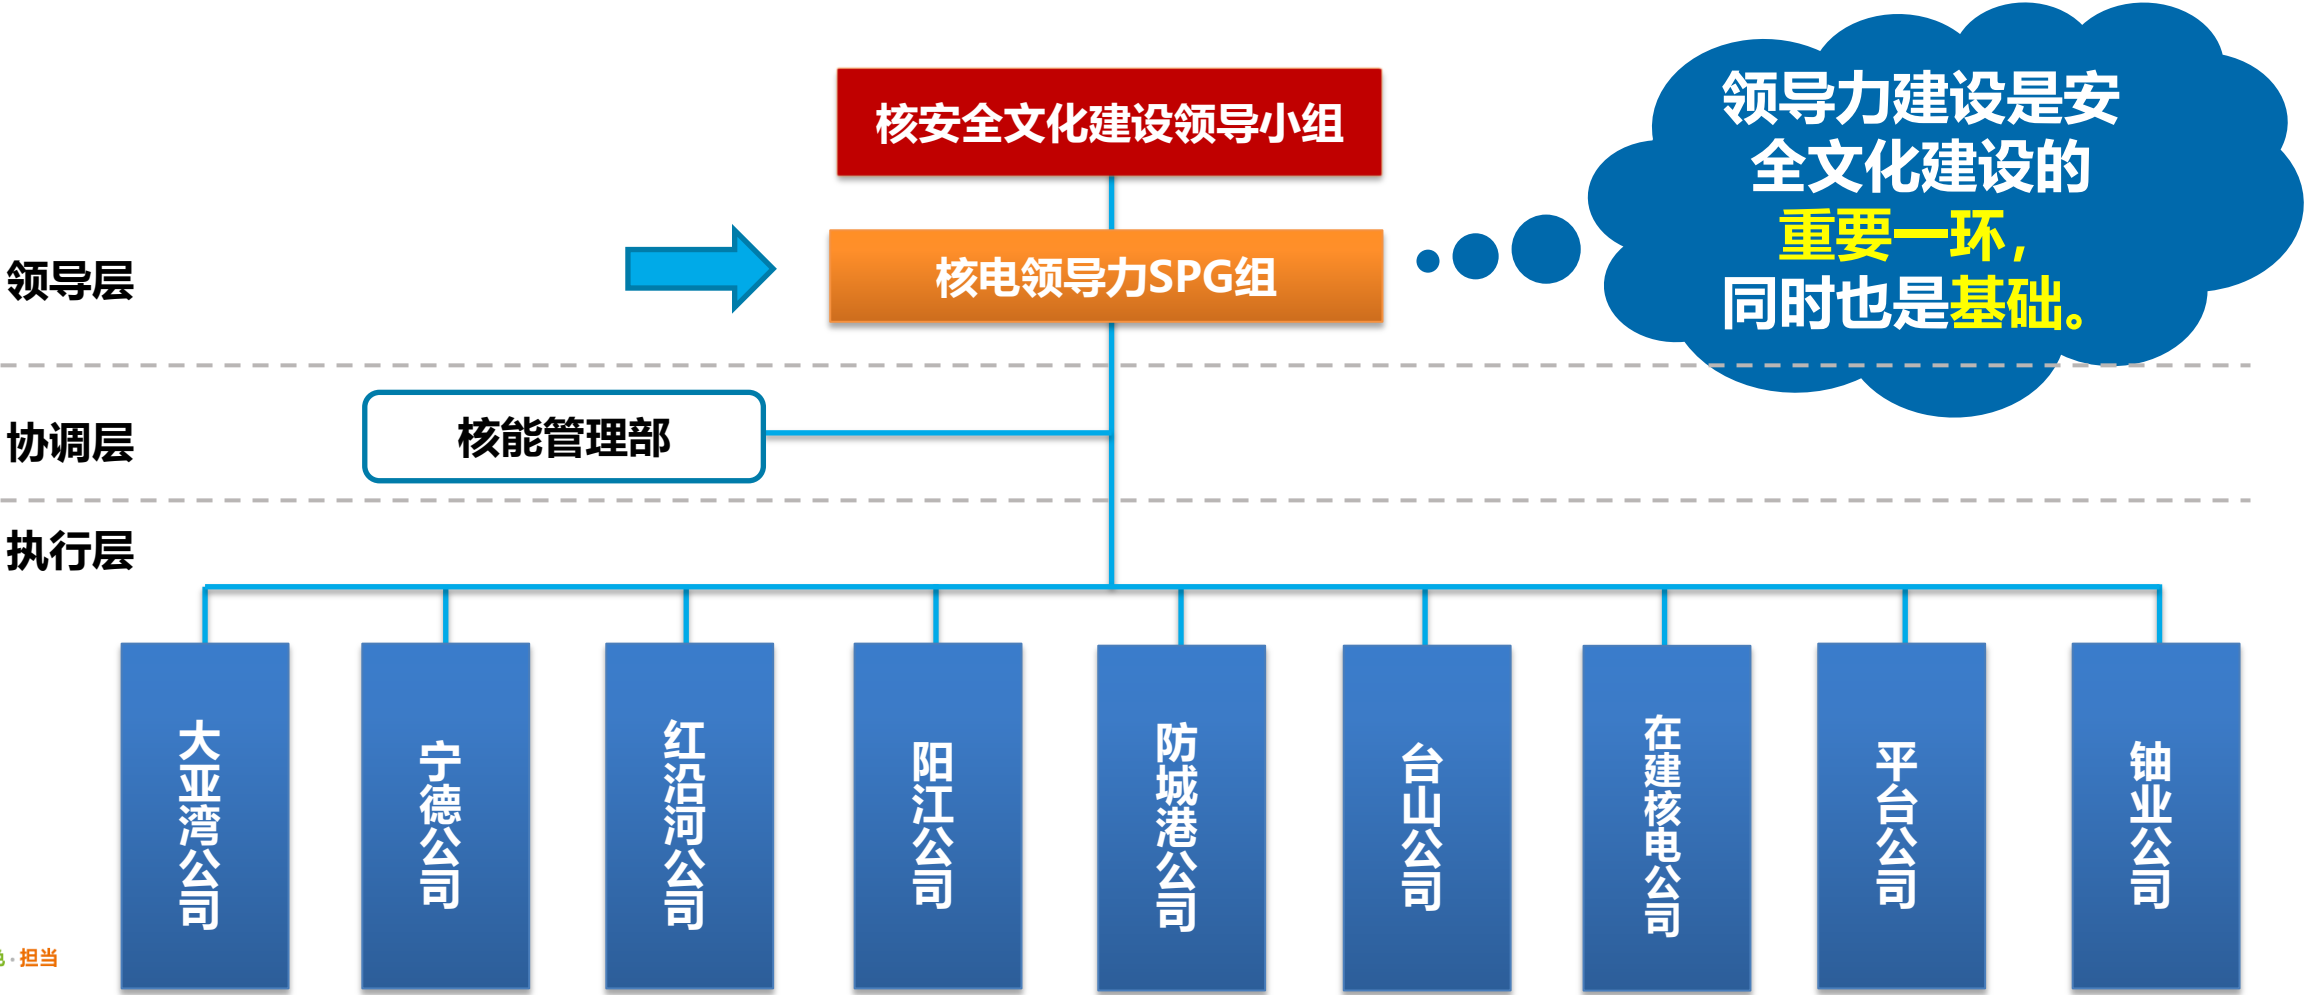 核安全文化建设领导小组
领导力建设是安
全文化建设的
重要一环，
同时也是基础。
领导层
核电领导力SPG组
协调层
核能管理部
执行层
大亚湾公司
宁德公司
红沿河公司
阳江公司
防城港公司
台山公司
在建核电公司
平台公司
铀业公司
·担当